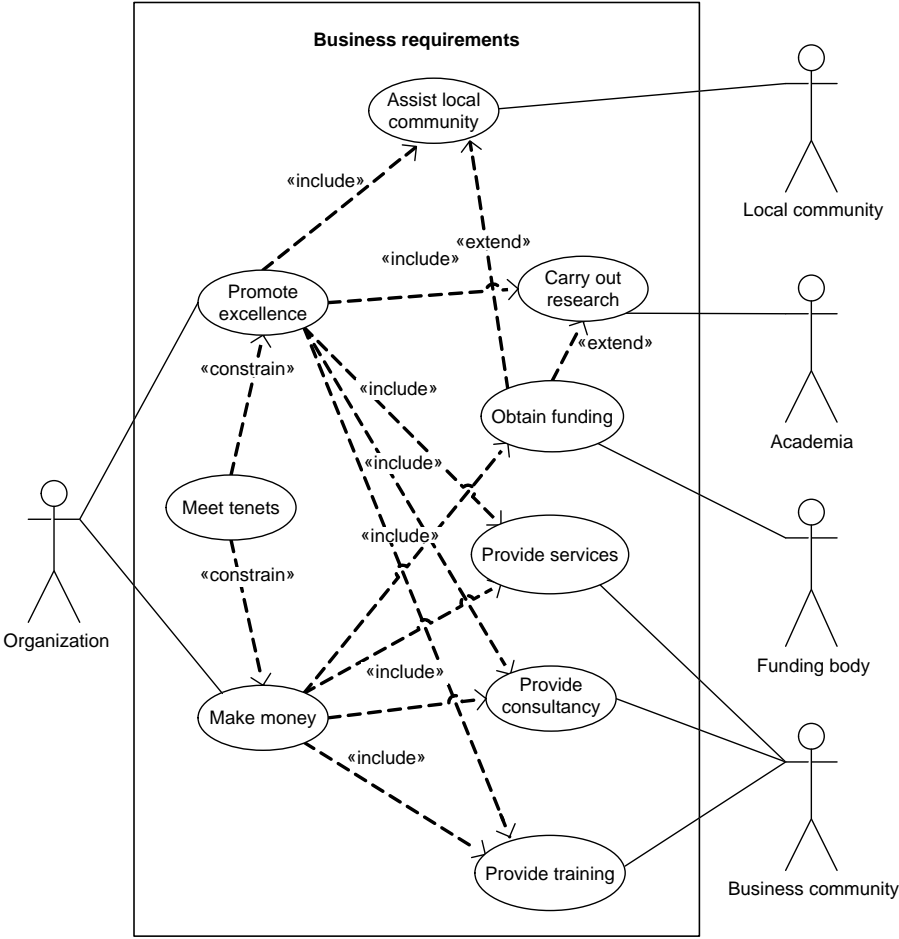 Business requirements
Assist local
community
Local community
«include»
«extend»
«include»
Promote
excellence
Carry out
research
«constrain»
«extend»
«include»
Obtain funding
Academia
«include»
Meet tenets
«include»
Provide services
«constrain»
Organization
Funding body
«include»
Make money
Provide
consultancy
«include»
Provide training
Business community